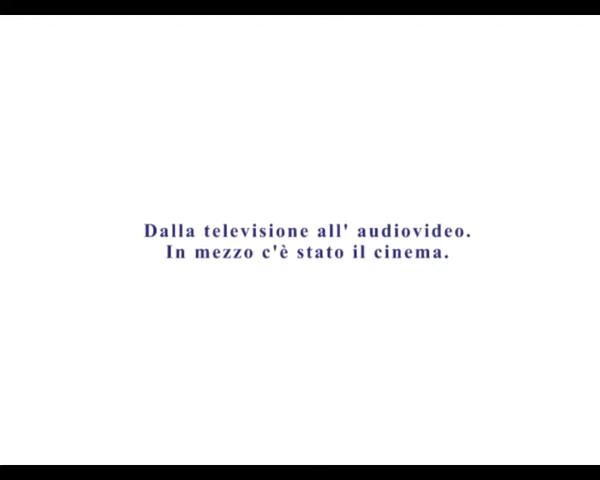 Dalla televisione all' audiovideo.
In mezzo c'è stato il cinema.